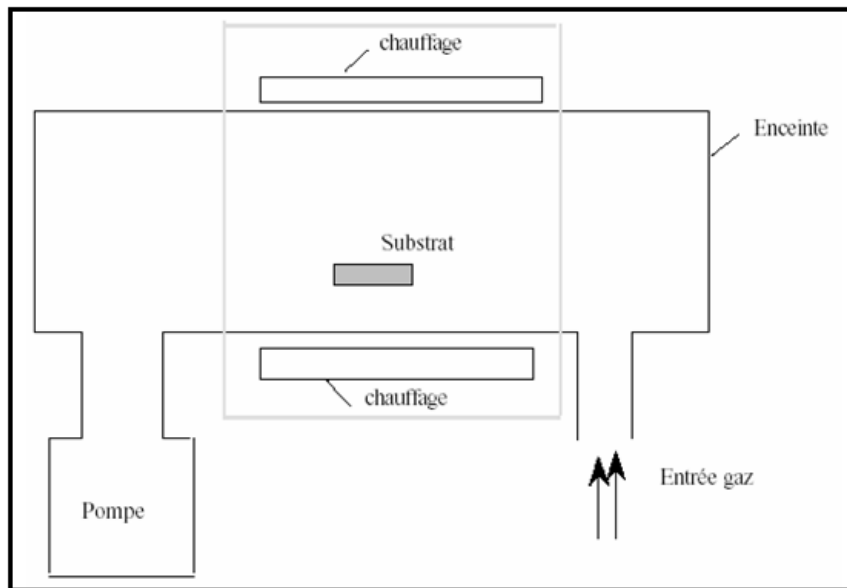 chauffage
Enceinte
Substrat
chauffage
Entrée gaz
Pompe